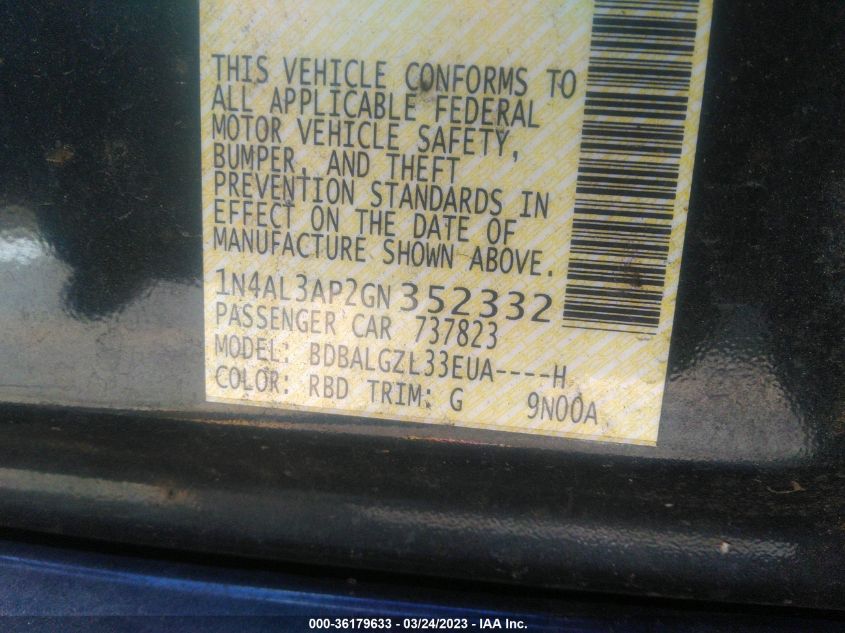 THIS VEHICLE CONFORMS TO
ALL APPLICABLE FEDERAL
MOTOR VEHICLE SAFETY,
BUMPER, AND THEFT
PREVENTION STANDARDS IN
EFFECT ON THE DATE OF
MANUFACTURE SHOWN ABOVE.
1N4AL3AP2GN352332
PASSENGER CAR 737823
MODEL: BDBALGZL33EUA----H
COLOR: RBD TRIM: G 9N00A
000-36179633 - 03/24/2023 - IAA Inc.